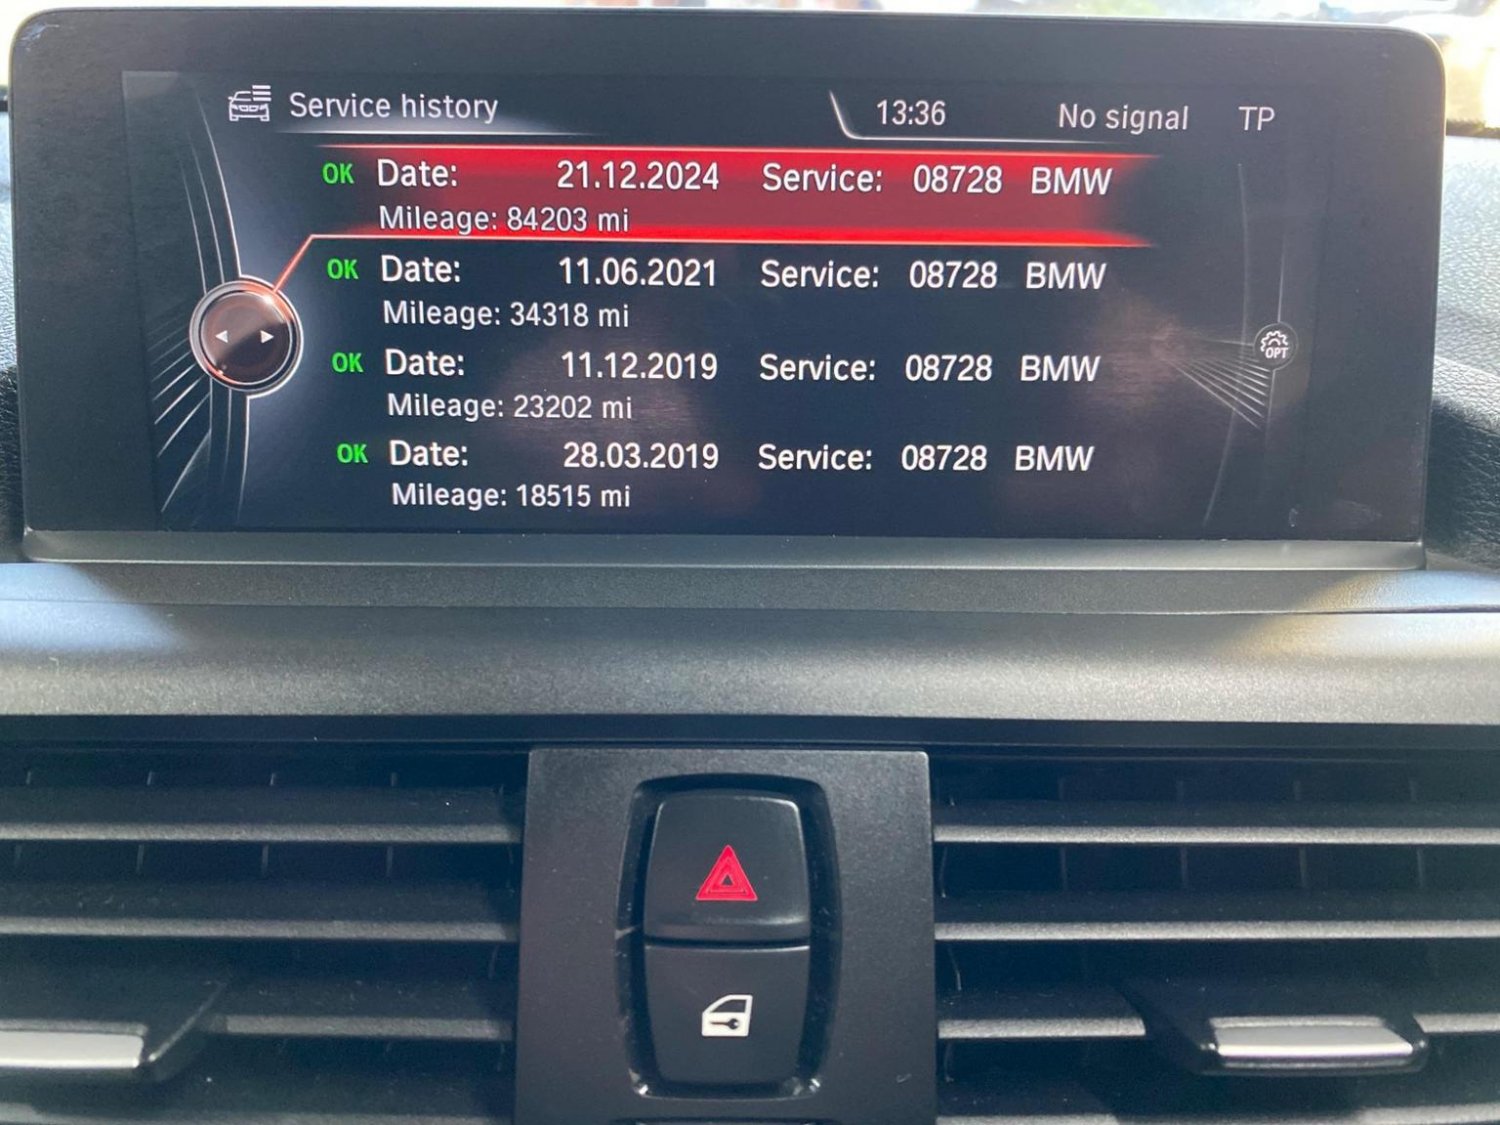 Service history 13:36 No signal TP
OK Date: 21.12.2024 Service: 08728 BMW
Mileage: 84203 mi
OK Date: 11.06.2021 Service: 08728 BMW
Mileage: 34318 mi
OPT
OK Date: 11.12.2019 Service: 08728 BMW
Mileage: 23202 mi
OK Date: 28.03.2019 Service: 08728 BMW
Mileage: 18515 mi